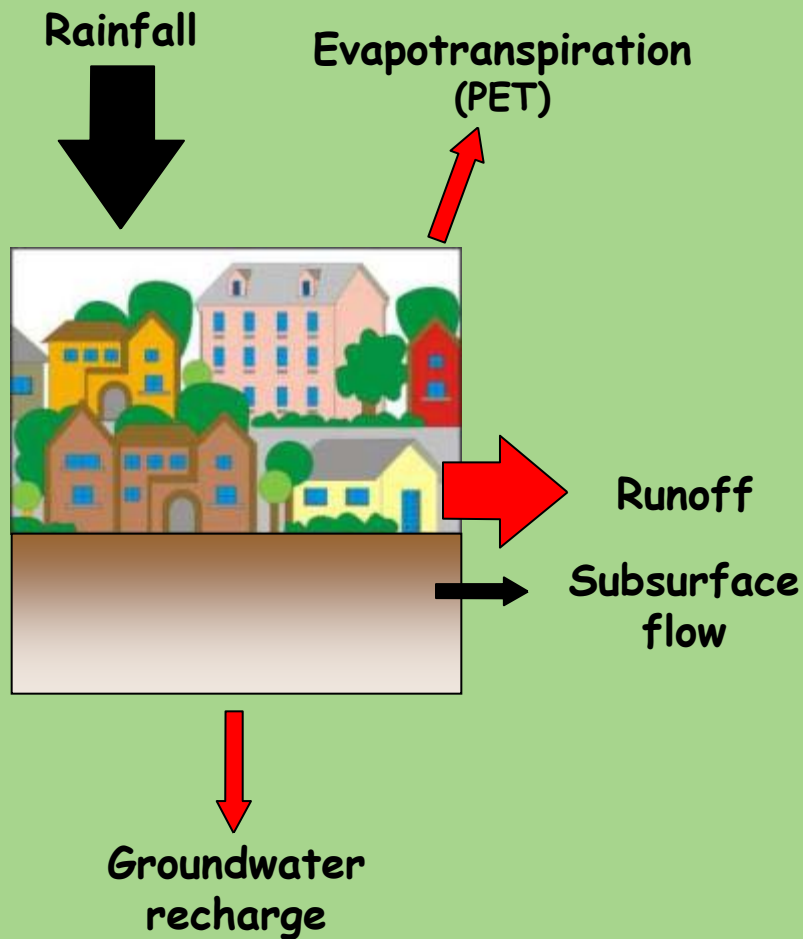 Rainfall
Evapotranspiration
(PET)
Runoff
Subsurface
flow
Groundwater
recharge